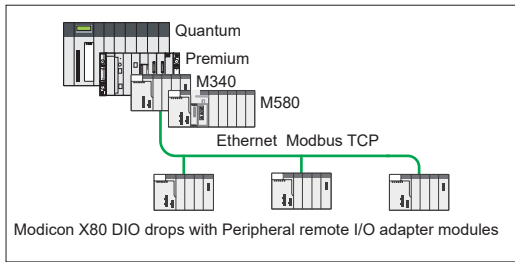 Quantum
Premium
M340
M580
Ethernet Modbus TCP
Modicon X80 DIO drops with Peripheral remote I/O adapter modules